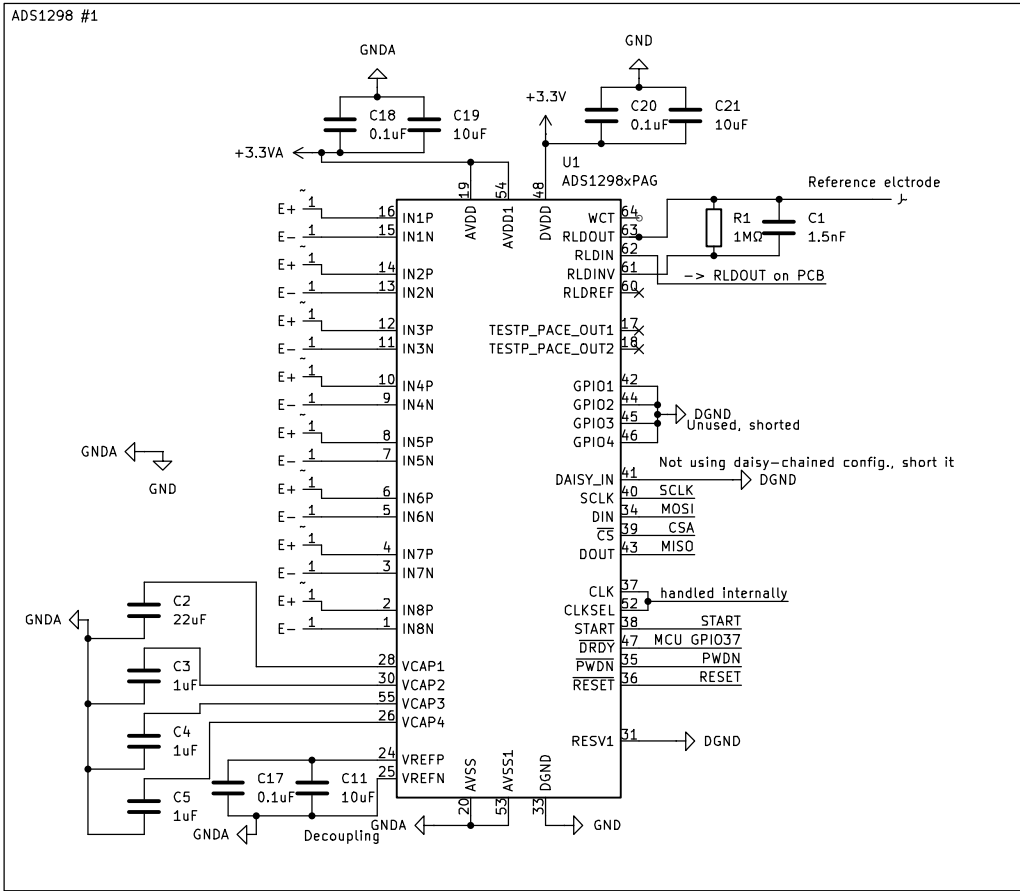 ADS1298 #1
GNDA
GND
C18
0.1uF
C19
10uF
+3.3VA
+3.3V
C20
0.1uF
C21
10uF
U1
ADS1298xPAG
Reference elctrode
R1
1MΩ
C1
1.5nF
-> RLDOUT on PCB
19
54
48
AVDD
AVDD1
DVDD
E+ ~ 1 16 IN1P
E- 1 15 IN1N
E+ ~ 1 14 IN2P
E- 1 13 IN2N
E+ ~ 1 12 IN3P
E- 1 11 IN3N
E+ ~ 1 10 IN4P
E- 1 9 IN4N
E+ ~ 1 8 IN5P
E- 1 7 IN5N
E+ ~ 1 6 IN6P
E- 1 5 IN6N
E+ ~ 1 4 IN7P
E- 1 3 IN7N
E+ ~ 1 2 IN8P
E- 1 1 IN8N
28 VCAP1
30 VCAP2
55 VCAP3
26 VCAP4
24 VREFP
25 VREFN
WCT 64
RLDOUT 63
RLDIN 62
RLDINV 61
RLDREF 60
TESTP_PACE_OUT1 17
TESTP_PACE_OUT2 18
GPIO1 42
GPIO2 44
GPIO3 45
GPIO4 46
DGND
Unused, shorted
Not using daisy-chained config., short it
DAISY_IN 41 DGND
SCLK 40 SCLK
DIN 34 MOSI
CS 39 CSA
DOUT 43 MISO
CLK 37
handled internally
CLKSEL 52
START 38 START
DRDY 47 MCU GPIO37
PWDN 35 PWDN
RESET 36 RESET
RESV1 31 DGND
GNDA
GND
GNDA
C2
22uF
C3
1uF
C4
1uF
C5
1uF
C17
0.1uF
C11
10uF
GNDA
Decoupling
AVSS
AVSS1
DGND
20
53
33
GNDA
GND